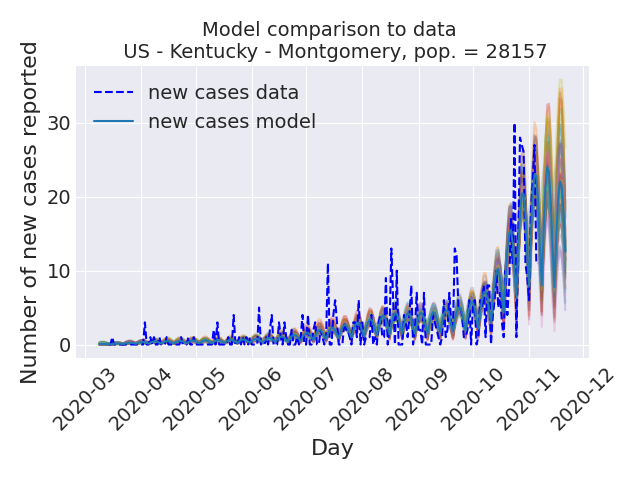 Model comparison to data
US - Kentucky - Montgomery, pop. = 28157
new cases data
new cases model
Number of new cases reported
30
20
10
0
2020-03
2020-04
2020-05
2020-06
2020-07
2020-08
2020-09
2020-10
2020-11
2020-12
Day